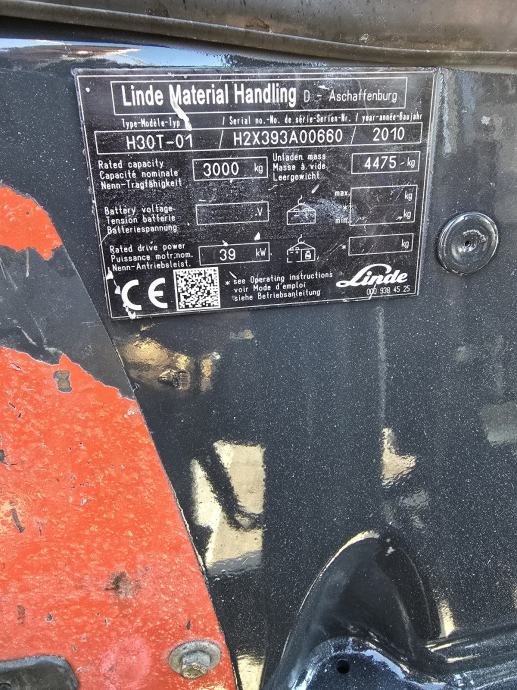 Linde Material Handling D - Aschaffenburg
Type-Modèle-Typ / Serial no.-No. de série-Serien-Nr. / year-année-Baujahr
H30T-01 / H2X393A00660 / 2010
Rated capacity
Capacité nominale
Nenn-Tragfähigkeit
3000 kg
Unladen mass
Masse à vide
Leergewicht
4475 kg
Battery voltage
Tension batterie
Batteriespannung
V
max.
kg
*
min.
kg
Rated drive power
Puissance motr.nom.
Nenn-Antriebsleist.
39 kW
kg
CE
* see Operating instructions
voir Mode d'emploi
siehe Betriebsanleitung
Linde
000 938 45 25